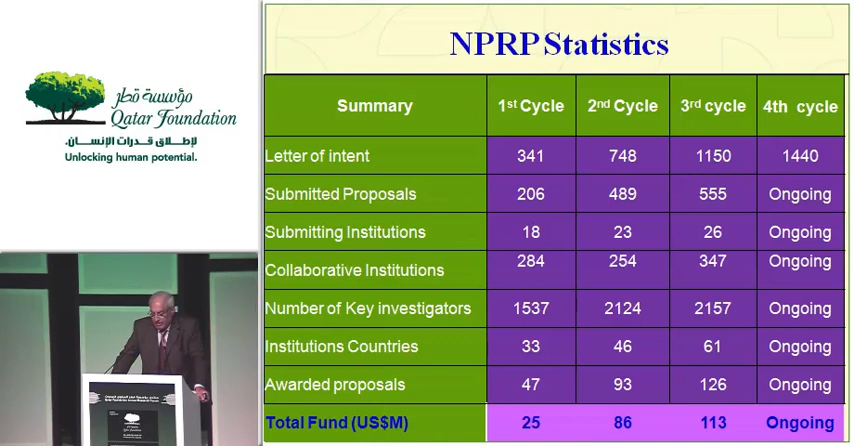 مؤسسة قطر
Qatar Foundation
لإطلاق قدرات الإنسان.
Unlocking human potential.
NPRP Statistics
Summary 1st Cycle 2nd Cycle 3rd cycle 4th cycle
Letter of intent 341 748 1150 1440
Submitted Proposals 206 489 555 Ongoing
Submitting Institutions 18 23 26 Ongoing
Collaborative Institutions 284 254 347 Ongoing
Number of Key investigators 1537 2124 2157 Ongoing
Institutions Countries 33 46 61 Ongoing
Awarded proposals 47 93 126 Ongoing
Total Fund (US$M) 25 86 113 Ongoing